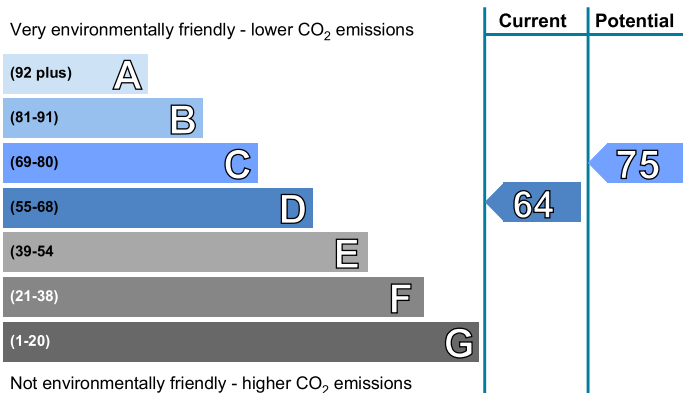 Very environmentally friendly - lower CO₂ emissions
Current
Potential
(92 plus) A
(81-91) B
(69-80) C
75
(55-68) D
64
(39-54 E
(21-38) F
(1-20) G
Not environmentally friendly - higher CO₂ emissions